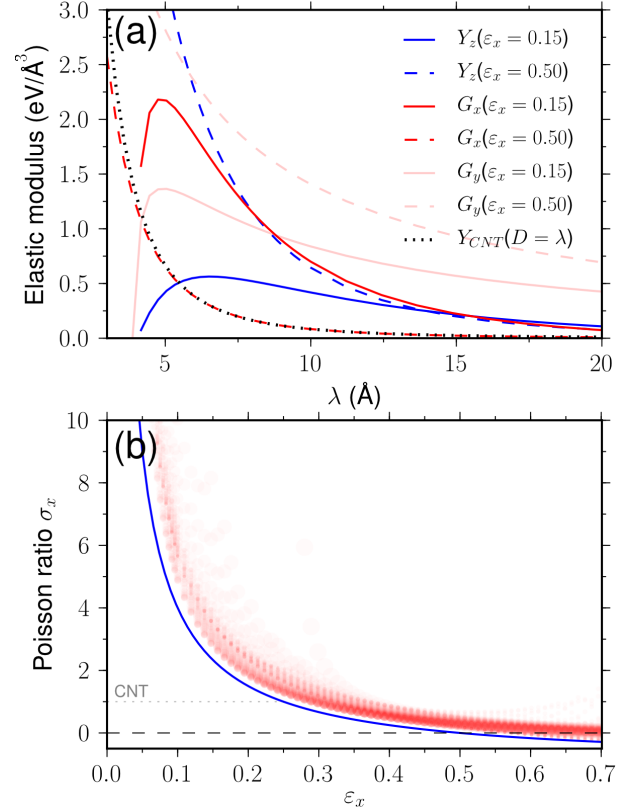 (a)
Elastic modulus (eV/Å³)
3.0
2.5
2.0
1.5
1.0
0.5
0.0
Y_z(ε_x = 0.15)
Y_z(ε_x = 0.50)
G_x(ε_x = 0.15)
G_x(ε_x = 0.50)
G_y(ε_x = 0.15)
G_y(ε_x = 0.50)
Y_CNT(D = λ)
5 10 15 20
λ (Å)
(b)
Poisson ratio σ_x
10
8
6
4
2
0
CNT
0.0 0.1 0.2 0.3 0.4 0.5 0.6 0.7
ε_x